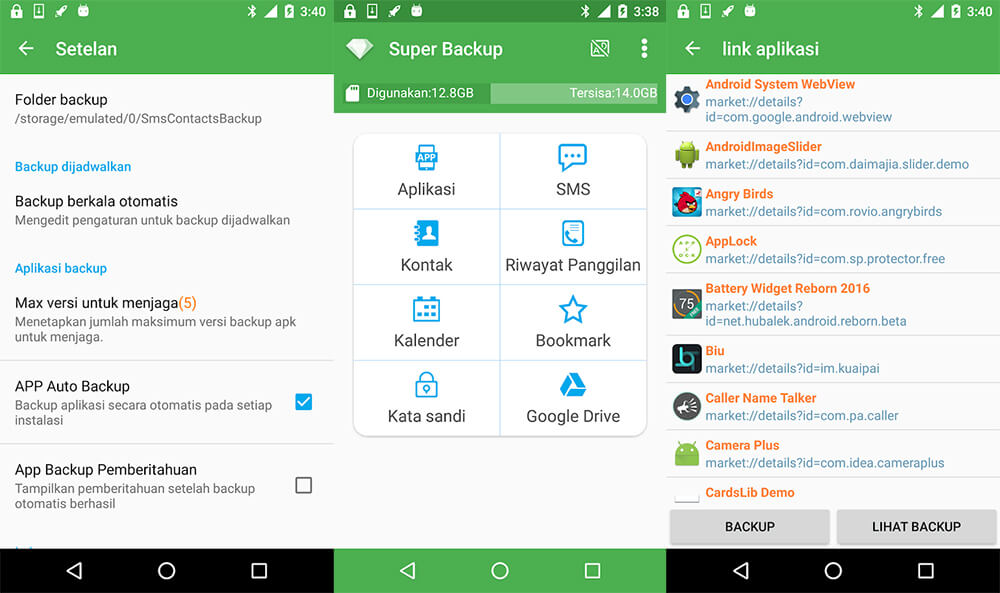 3:40
Setelan
Folder backup
/storage/emulated/0/SmsContactsBackup
Backup dijadwalkan
Backup berkala otomatis
Mengedit pengaturan untuk backup dijadwalkan
Aplikasi backup
Max versi untuk menjaga(5)
Menetapkan jumlah maksimum versi backup apk
untuk menjaga.
APP Auto Backup
Backup aplikasi secara otomatis pada setiap
instalasi
App Backup Pemberitahuan
Tampilkan pemberitahuan setelah backup
otomatis berhasil
3:38
Super Backup
AD
Digunakan:12.8GB
Tersisa:14.0GB
APP
Aplikasi
SMS
Kontak
Riwayat Panggilan
Kalender
Bookmark
Kata sandi
Google Drive
3:40
link aplikasi
Android System WebView
market://details?
id=com.google.android.webview
AndroidImageSlider
market://details?id=com.daimajia.slider.demo
Angry Birds
market://details?id=com.rovio.angrybirds
APP
LOCK
AppLock
market://details?id=com.sp.protector.free
75
FREE
Battery Widget Reborn 2016
market://details?
id=net.hubalek.android.reborn.beta
Biu
market://details?id=im.kuaipai
Caller Name Talker
market://details?id=com.pa.caller
Camera Plus
market://details?id=com.idea.cameraplus
CardsLib Demo
BACKUP
LIHAT BACKUP